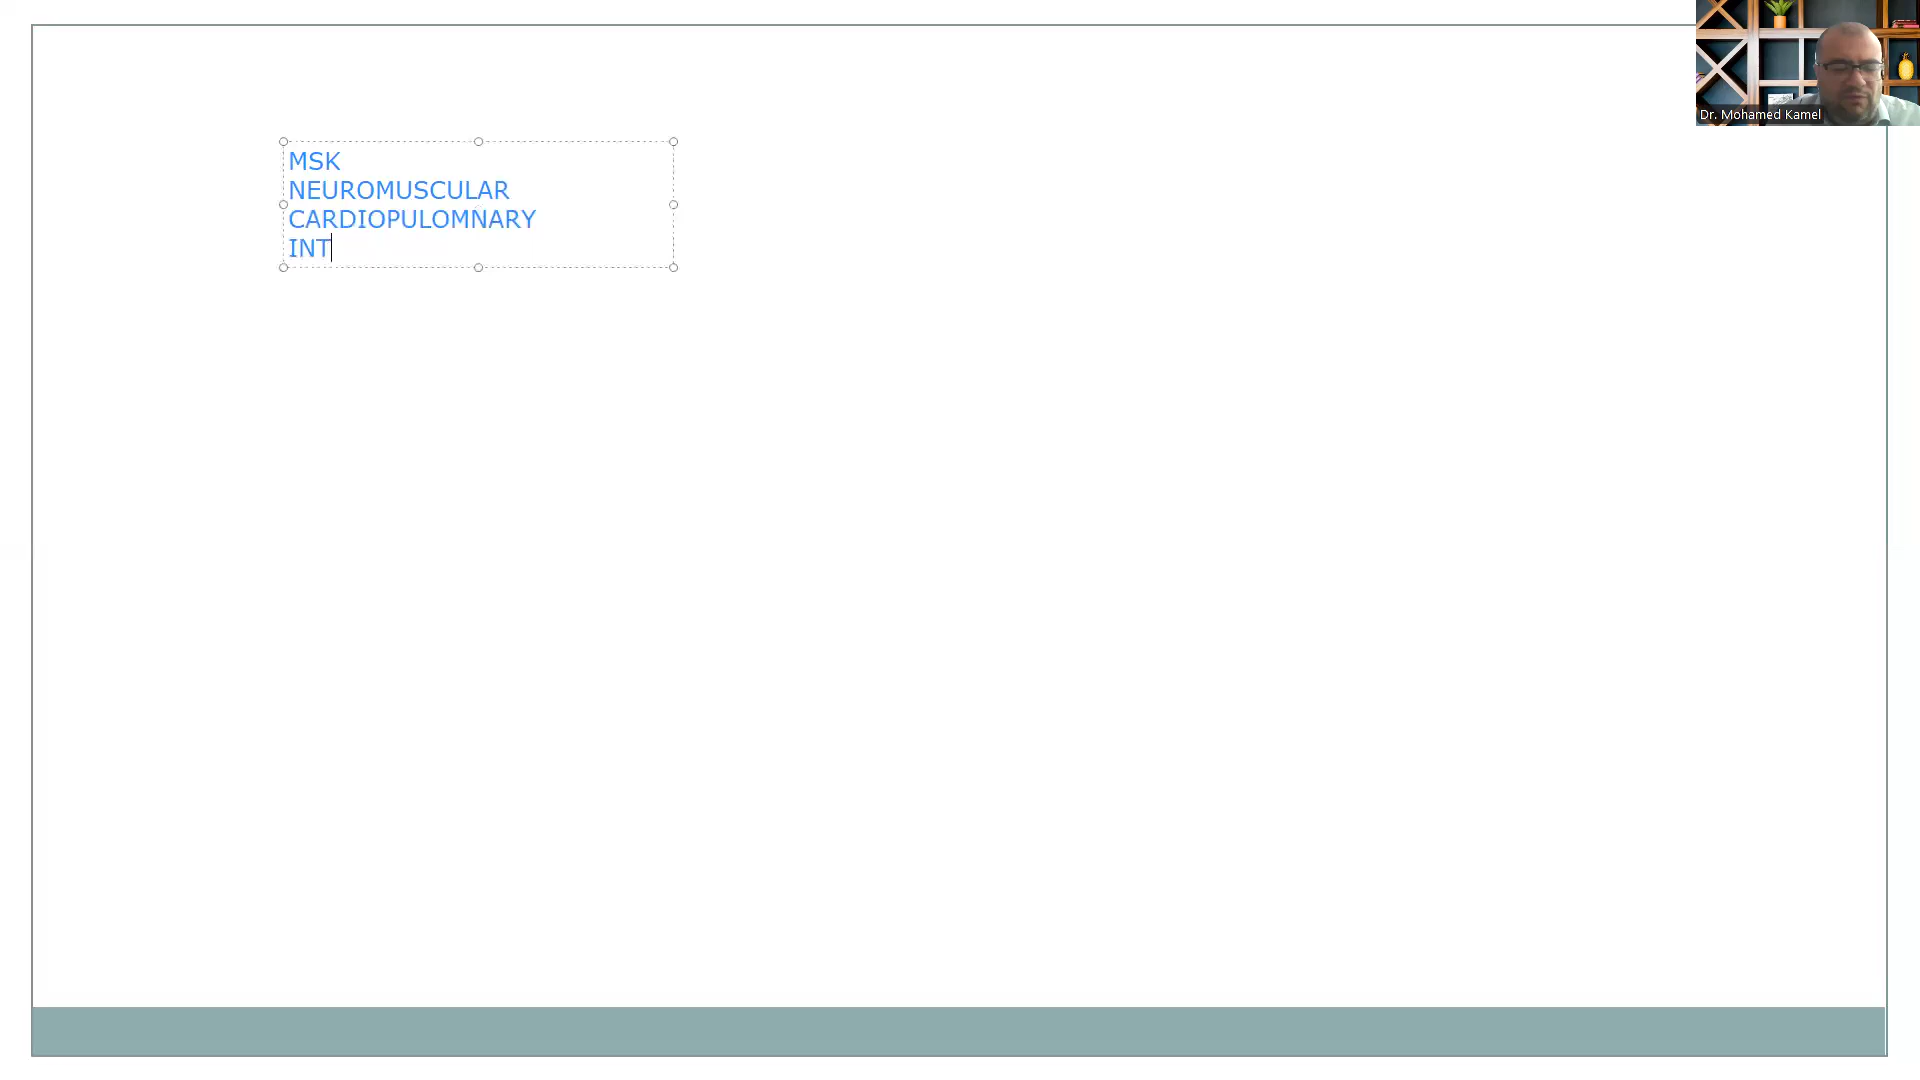 MSK
NEUROMUSCULAR
CARDIOPULOMNARY
INT
Dr. Mohamed Kamel